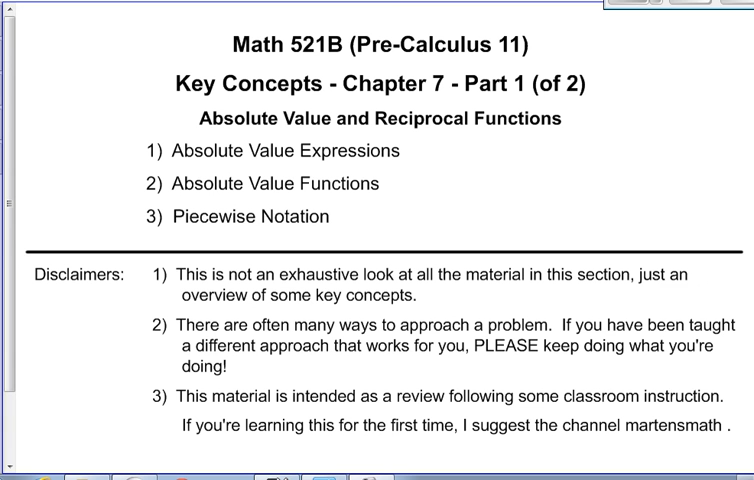 Math 521B (Pre-Calculus 11)
Key Concepts - Chapter 7 - Part 1 (of 2)
Absolute Value and Reciprocal Functions
1) Absolute Value Expressions
2) Absolute Value Functions
3) Piecewise Notation
Disclaimers: 1) This is not an exhaustive look at all the material in this section, just an
overview of some key concepts.
2) There are often many ways to approach a problem. If you have been taught
a different approach that works for you, PLEASE keep doing what you're
doing!
3) This material is intended as a review following some classroom instruction.
If you're learning this for the first time, I suggest the channel martensmath .